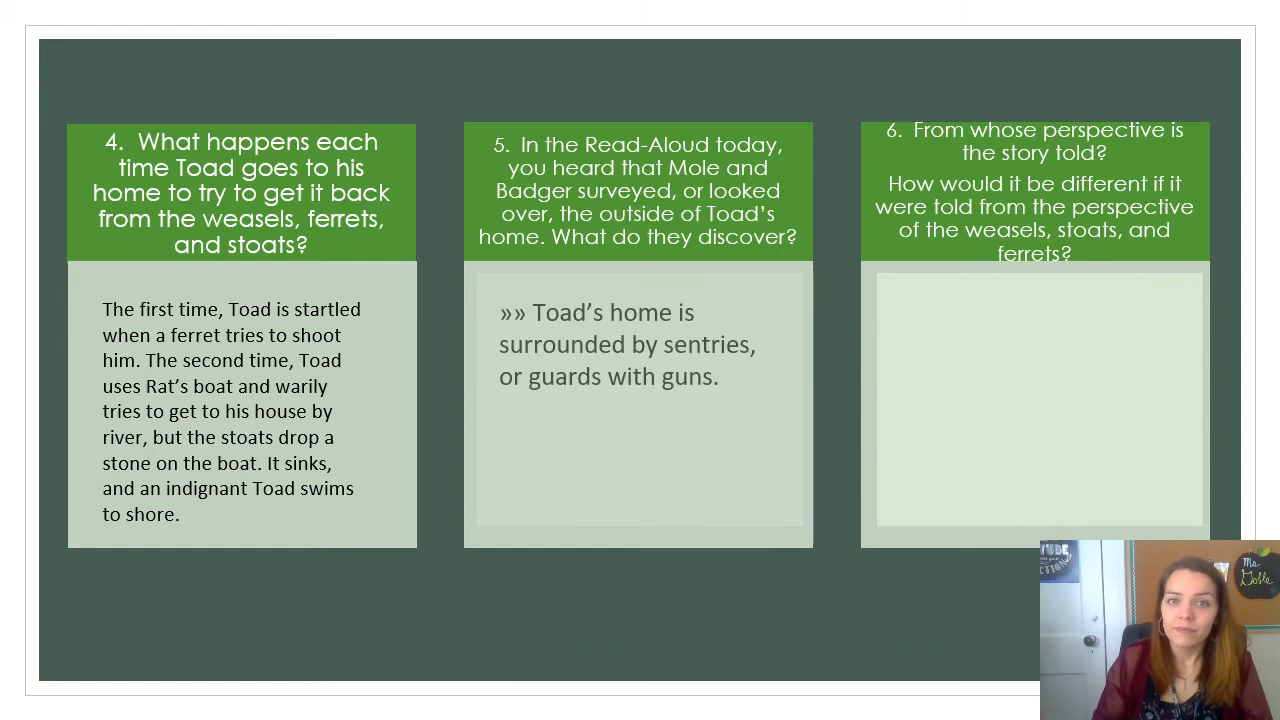 4.  What happens each
time Toad goes to his
home to try to get it back
from the weasels, ferrets,
and stoats?
The first time, Toad is startled
when a ferret tries to shoot
him. The second time, Toad
uses Rat’s boat and warily
tries to get to his house by
river, but the stoats drop a
stone on the boat. It sinks,
and an indignant Toad swims
to shore.
5.  In the Read-Aloud today,
you heard that Mole and
Badger surveyed, or looked
over, the outside of Toad’s
home. What do they discover?
»» Toad’s home is
surrounded by sentries,
or guards with guns.
6.  From whose perspective is
the story told?
How would it be different if it
were told from the perspective
of the weasels, stoats, and
ferrets?
Ms.
Goble